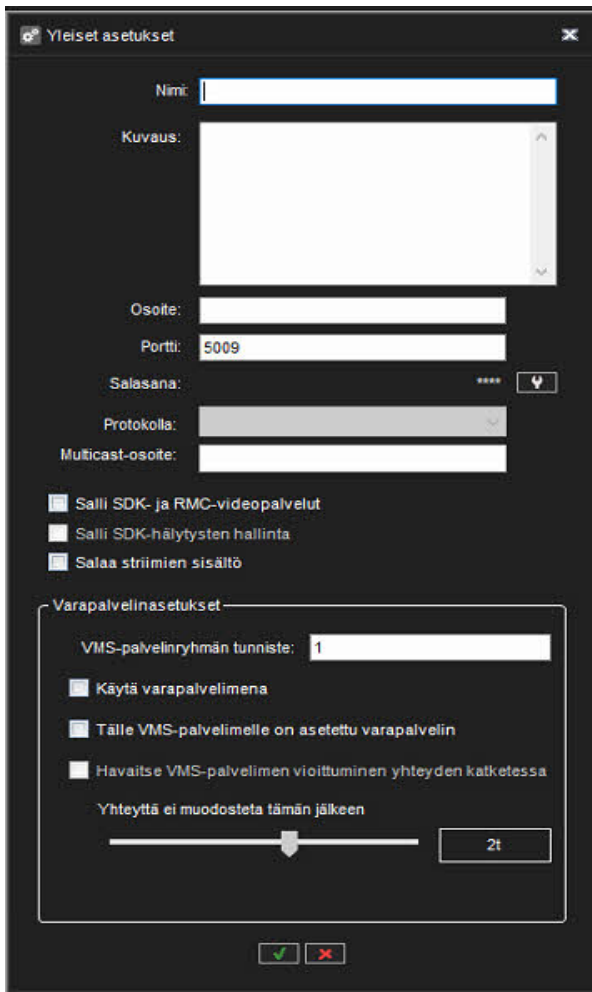 Yleiset asetukset
Nimi:
Kuvaus:
Osoite:
Portti: 5009
Salasana: ****
Protokolla:
Multicast-osoite:
Salli SDK- ja RMC-videopalvelut
Salli SDK-hälytysten hallinta
Salaa striimien sisältö
Varapalvelinasetukset
VMS-palvelinryhmän tunniste: 1
Käytä varapalvelimena
Tälle VMS-palvelimelle on asetettu varapalvelin
Havaitse VMS-palvelimen vioittuminen yhteyden katketessa
Yhteyttä ei muodosteta tämän jälkeen
2t